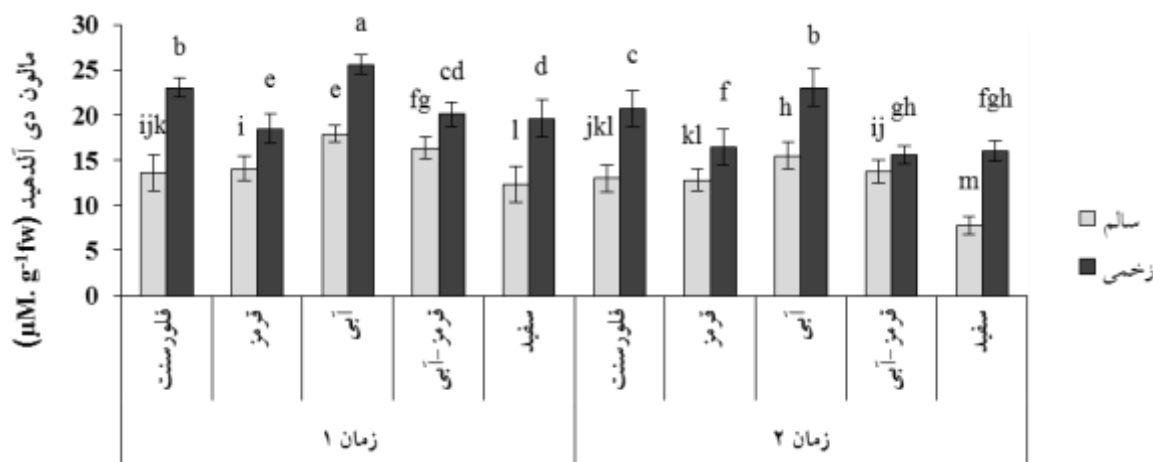 مالون دی آلدهید (µM. g-1fw)
30
25
20
15
10
5
0
ijk b i e e a fg cd l d jkl c kl f h b ij gh m fgh
فلورسنت قرمز آبی قرمز-آبی سفید فلورسنت قرمز آبی قرمز-آبی سفید
زمان ۱ زمان ۲
سالم
زخمی